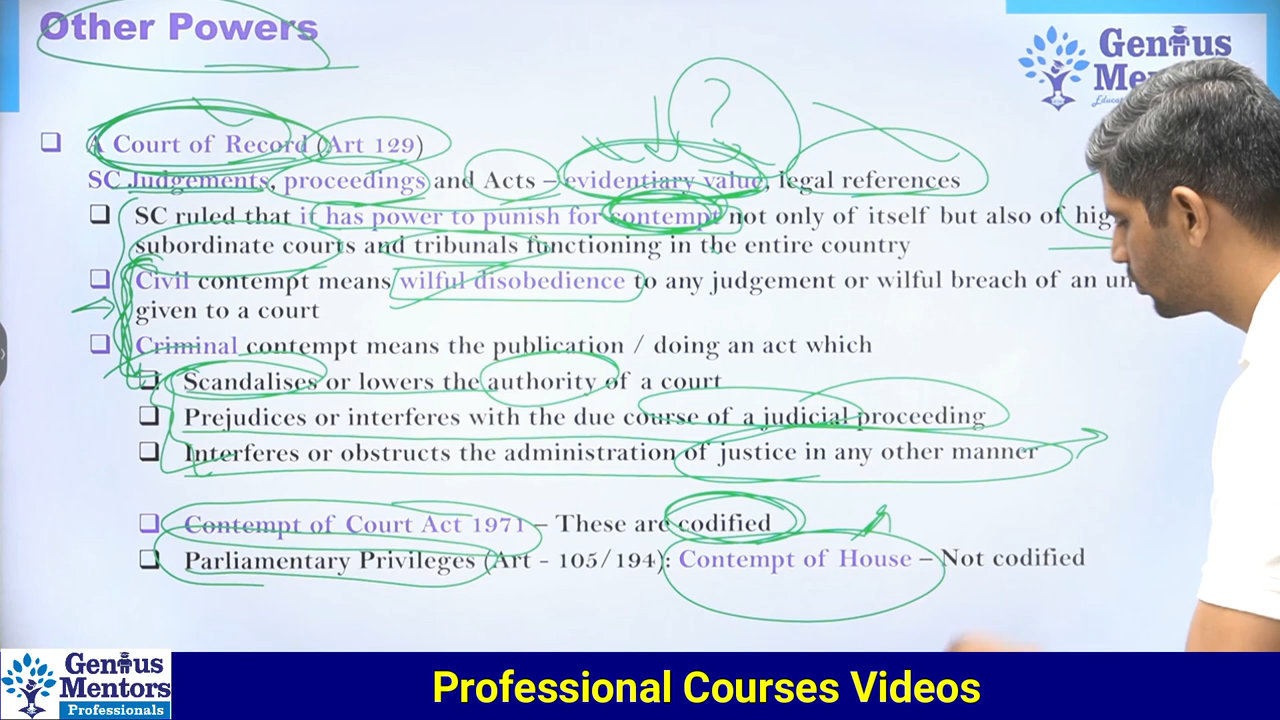 Other Powers
Genius
Me
❑ A Court of Record (Art 129)
SC Judgements, proceedings and Acts – evidentiary value, legal references
❑ SC ruled that it has power to punish for contempt not only of itself but also of
subordinate courts and tribunals functioning in the entire country
❑ Civil contempt means wilful disobedience to any judgement or wilful breach of an
given to a court
❑ Criminal contempt means the publication / doing an act which
❑ Scandalises or lowers the authority of a court
❑ Prejudices or interferes with the due course of a judicial proceeding
❑ Interferes or obstructs the administration of justice in any other manner
❑ Contempt of Court Act 1971 – These are codified
❑ Parliamentary Privileges (Art - 105/194): Contempt of House – Not codified
?
Genius
Mentors
Professionals
Professional Courses Videos